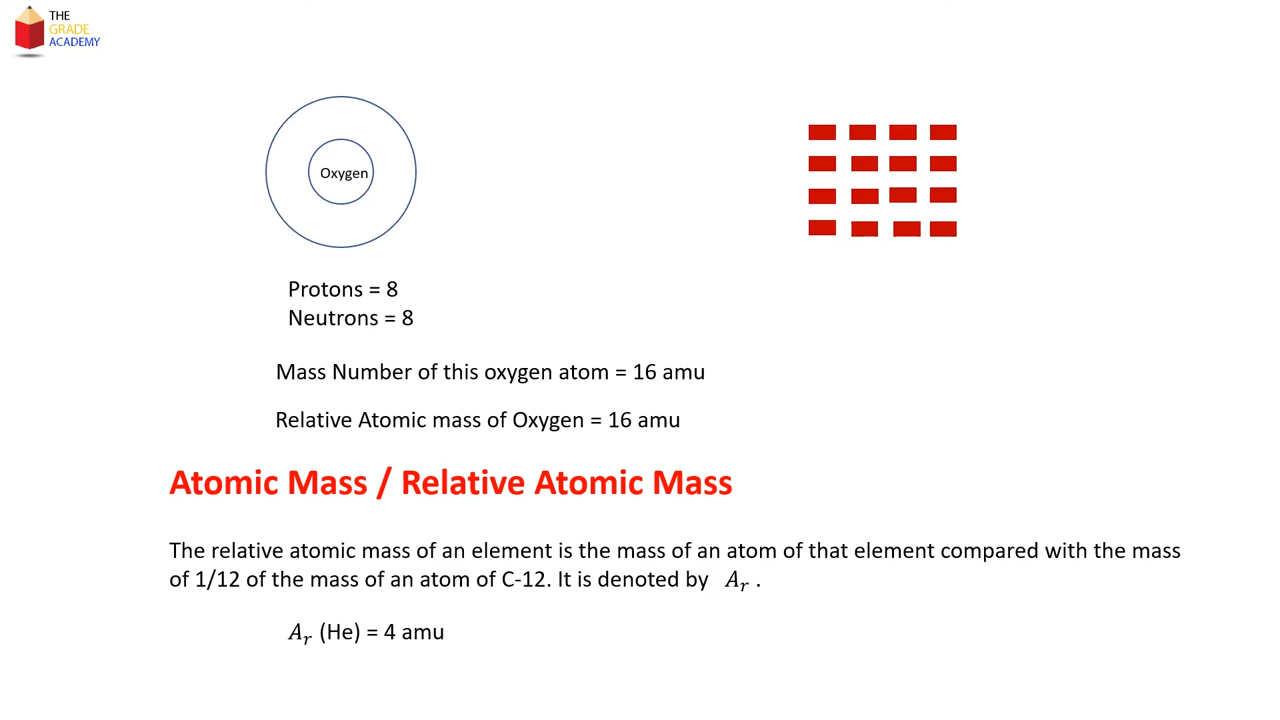 THE
GRADE
ACADEMY
Oxygen
Protons = 8
Neutrons = 8
Mass Number of this oxygen atom = 16 amu
Relative Atomic mass of Oxygen = 16 amu
Atomic Mass / Relative Atomic Mass
The relative atomic mass of an element is the mass of an atom of that element compared with the mass
of 1/12 of the mass of an atom of C-12. It is denoted by Aᵣ .
Aᵣ (He) = 4 amu